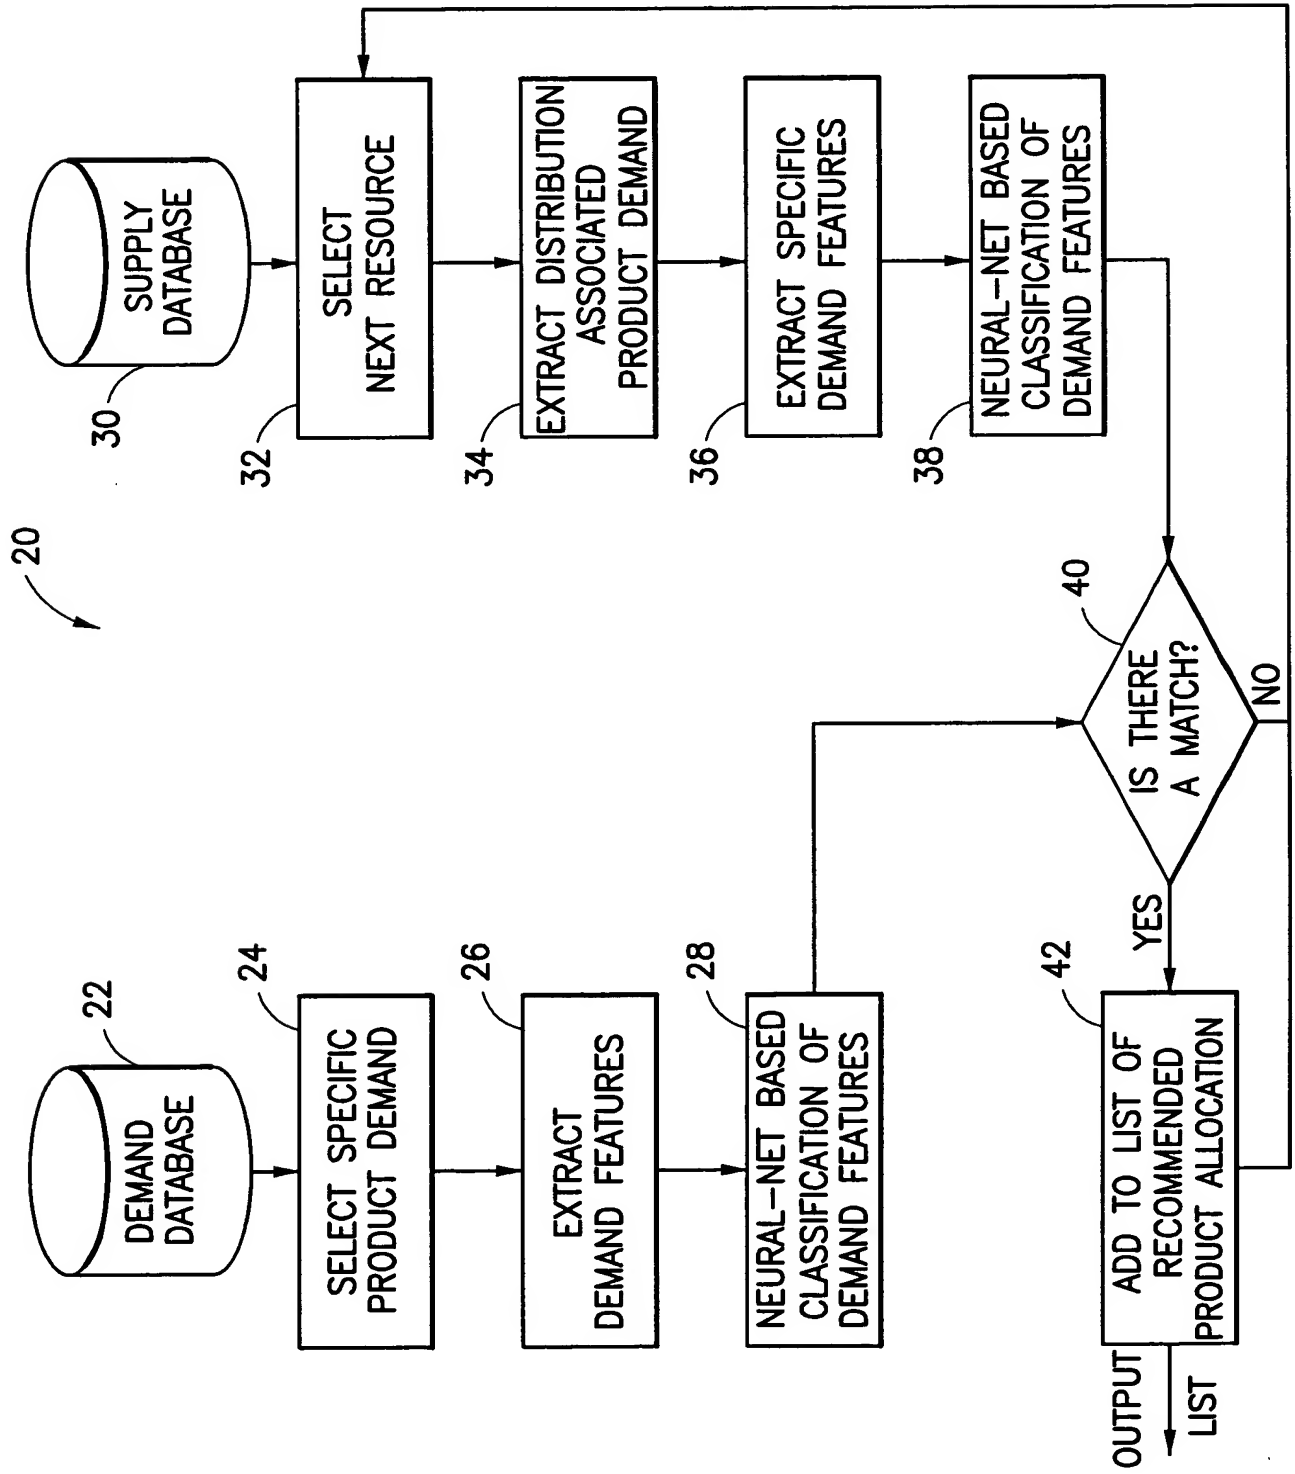 20
DEMAND
DATABASE
22
SELECT SPECIFIC
PRODUCT DEMAND
24
EXTRACT
DEMAND FEATURES
26
NEURAL-NET BASED
CLASSIFICATION OF
DEMAND FEATURES
28
SUPPLY
DATABASE
30
SELECT
NEXT RESOURCE
32
EXTRACT DISTRIBUTION
ASSOCIATED
PRODUCT DEMAND
34
EXTRACT SPECIFIC
DEMAND FEATURES
36
NEURAL-NET BASED
CLASSIFICATION OF
DEMAND FEATURES
38
IS THERE
A MATCH?
40
NO
YES
ADD TO LIST OF
RECOMMENDED
PRODUCT ALLOCATION
42
OUTPUT
LIST